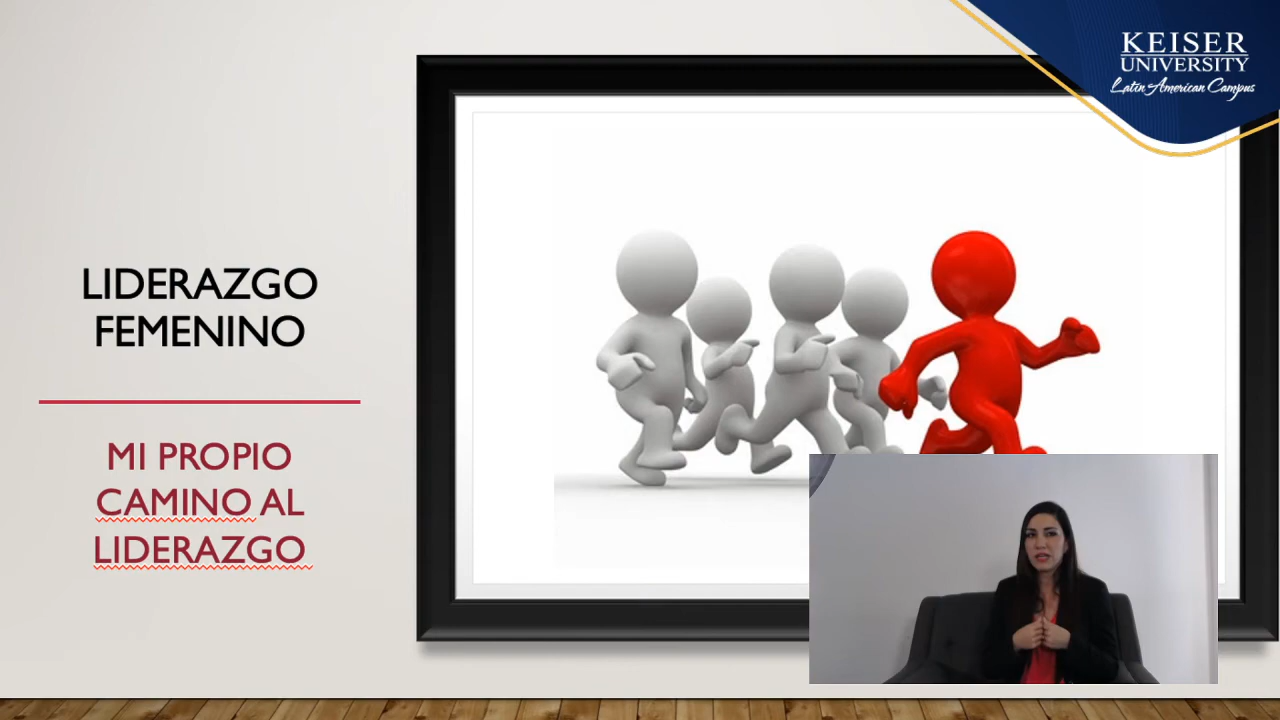 KEISER
UNIVERSITY
Latin American Campus
LIDERAZGO
FEMENINO
MI PROPIO
CAMINO AL
LIDERAZGO